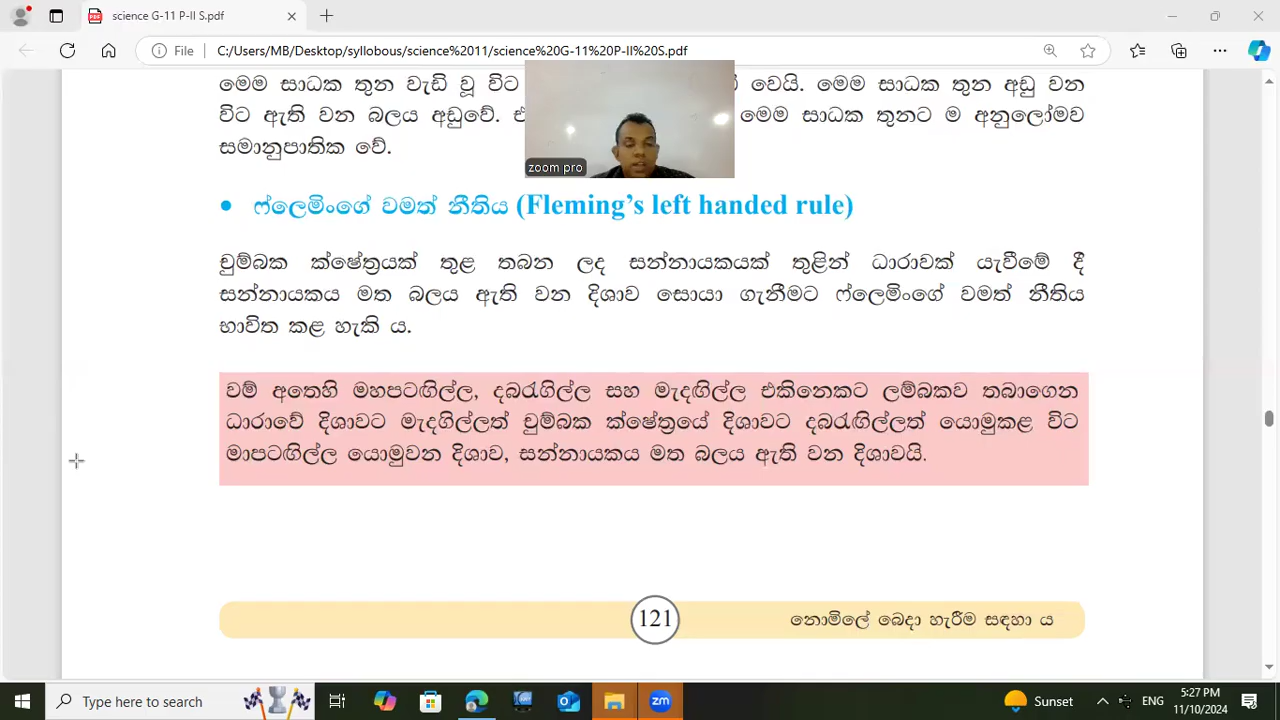 science G-11 P-II S.pdf
File C:/Users/MB/Desktop/syllobous/science%2011/science%20G-11%20P-II%20S.pdf
මෙම සාධක තුන වැඩි වූ විට වෙයි. මෙම සාධක තුන අඩු වන
විට ඇති වන බලය අඩුවේ. මෙම සාධක තුනට ම අනුලෝමව
සමානුපාතික වේ.
zoom pro
• ෆ්ලෙමිංගේ වමත් නීතිය (Fleming’s left handed rule)
චුම්බක ක්ෂේත්‍රයක් තුළ තබන ලද සන්නායකයක් තුළින් ධාරාවක් යැවීමේ දී
සන්නායකය මත බලය ඇති වන දිශාව සොයා ගැනීමට ෆ්ලෙමිංගේ වමත් නීතිය
භාවිත කළ හැකි ය.
වම් අතෙහි මහපටඟිල්ල, දබරැගිල්ල සහ මැදඟිල්ල එකිනෙකට ලම්බකව තබාගෙන
ධාරාවේ දිශාවට මැදගිල්ලත් චුම්බක ක්ෂේත්‍රයේ දිශාවට දබරැඟිල්ලත් යොමුකළ විට
මාපටඟිල්ල යොමුවන දිශාව, සන්නායකය මත බලය ඇති වන දිශාවයි.
121
නොමිලේ බෙදා හැරීම සඳහා ය
Type here to search
zm
Sunset
ENG
5:27 PM
11/10/2024